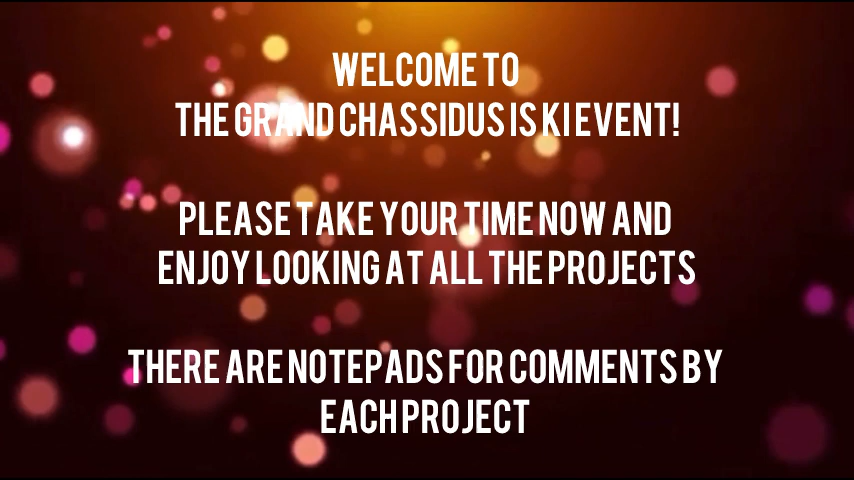 WELCOME TO
THE GRAND CHASSIDUS IS KI EVENT!
PLEASE TAKE YOUR TIME NOW AND
ENJOY LOOKING AT ALL THE PROJECTS
THERE ARE NOTEPADS FOR COMMENTS BY
EACH PROJECT